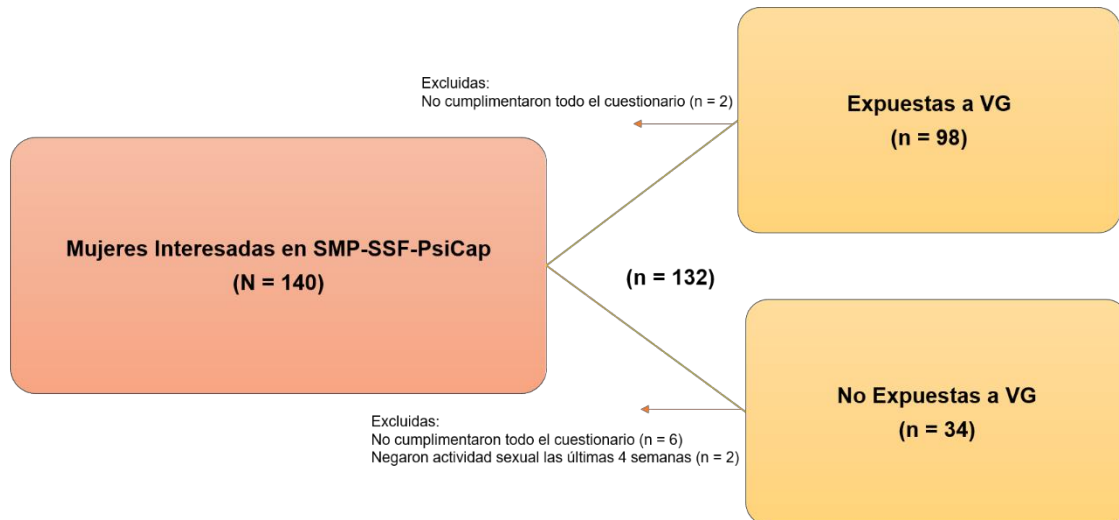 Excluidas:
No cumplimentaron todo el cuestionario (n = 2)
Expuestas a VG
(n = 98)
Mujeres Interesadas en SMP-SSF-PsiCap
(N = 140)
(n = 132)
No Expuestas a VG
(n = 34)
Excluidas:
No cumplimentaron todo el cuestionario (n = 6)
Negaron actividad sexual las últimas 4 semanas (n = 2)